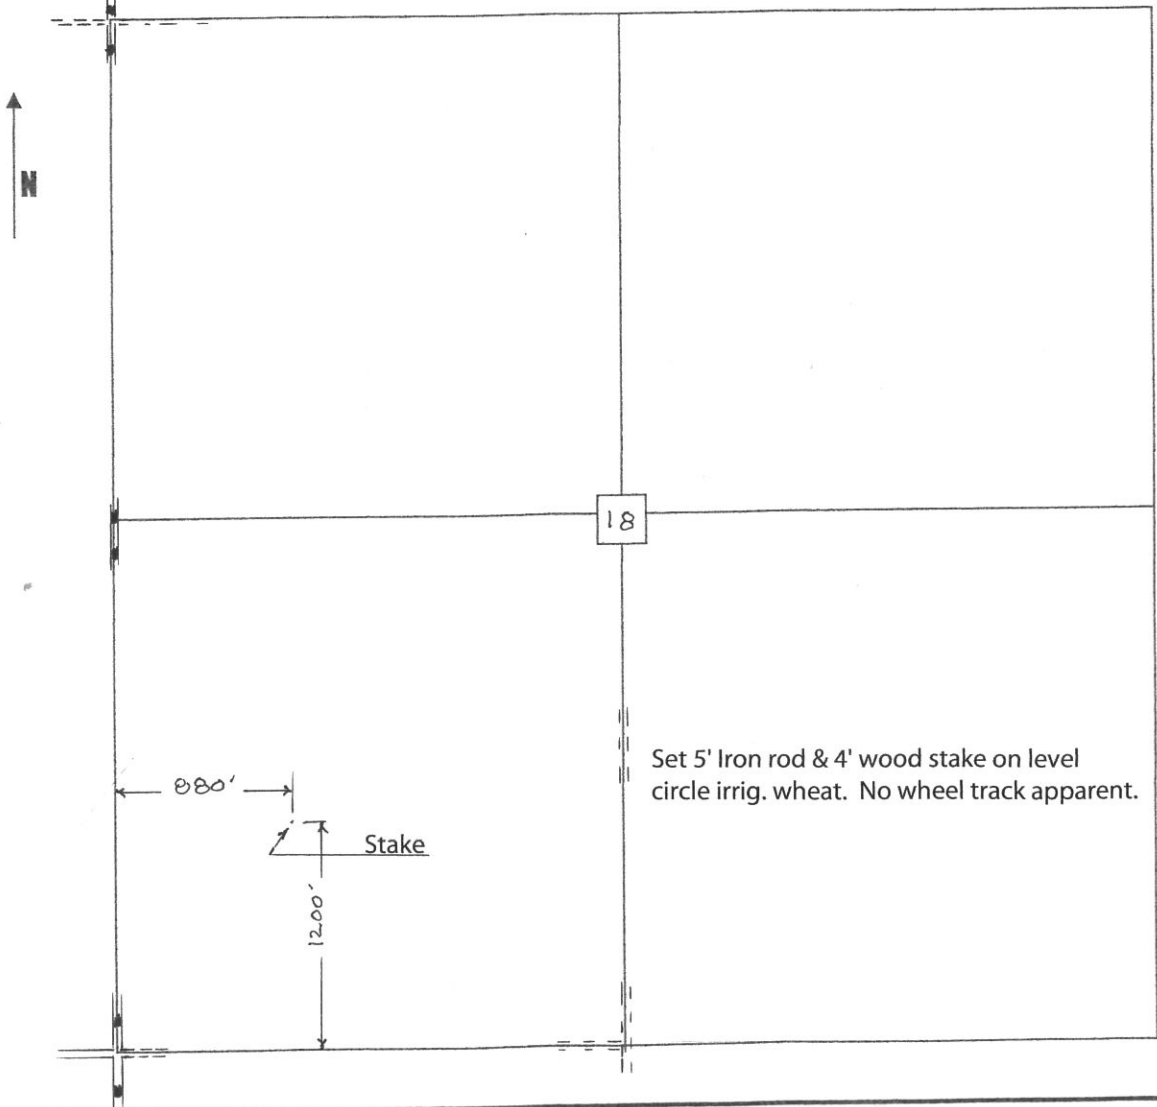 N
18
Set 5' Iron rod & 4' wood stake on level
circle irrig. wheat. No wheel track apparent.
880'
Stake
1200'